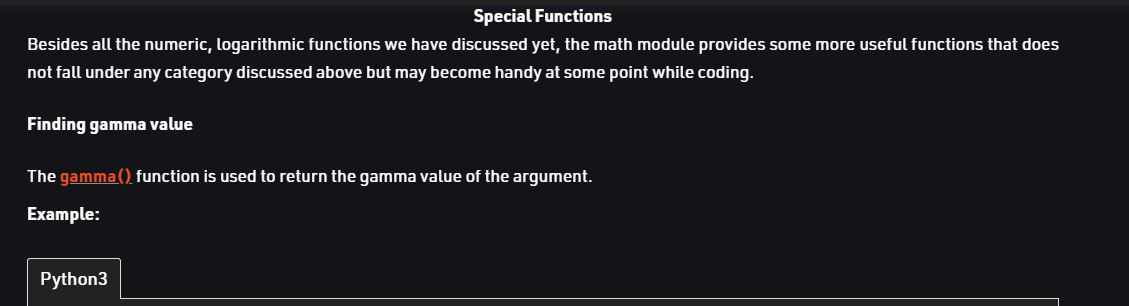 Special Functions
Besides all the numeric, logarithmic functions we have discussed yet, the math module provides some more useful functions that does
not fall under any category discussed above but may become handy at some point while coding.
Finding gamma value
The gamma() function is used to return the gamma value of the argument.
Example:
Python3